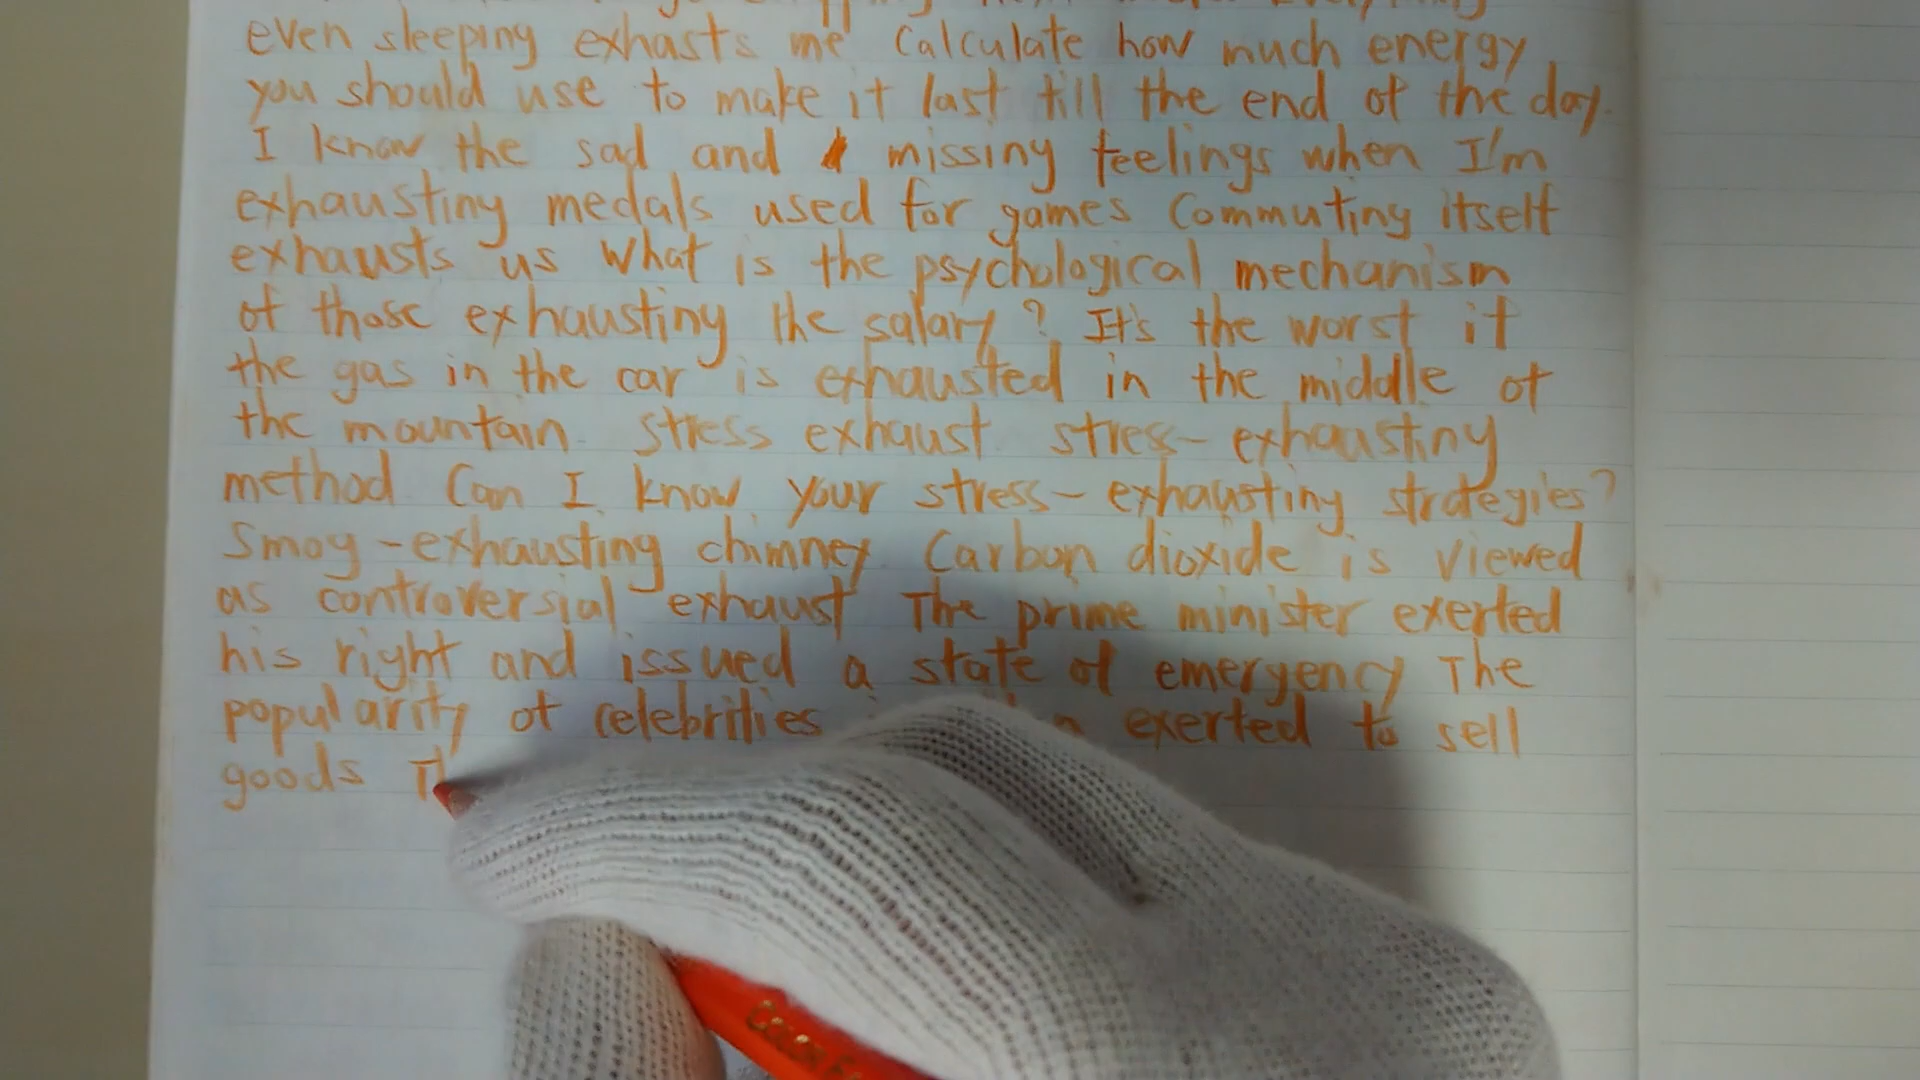 even sleeping exhasts me Calculate how much energy
you should use to make it last till the end of the day.
I know the sad and missing feelings when I'm
exhausting medals used for games Commuting itself
exhausts us What is the psychological mechanism
of those exhausting the salary? It's the worst if
the gas in the car is exhausted in the middle of
the mountain. Stress exhaust. stress-exhausting
method Can I know your stress-exhausting strategies?
Smog-exhausting chimney Carbon dioxide is viewed
as controversial exhaust The prime minister exerted
his right and issued a state of emergency The
popularity of celebrities exerted to sell
goods Th
COLOR